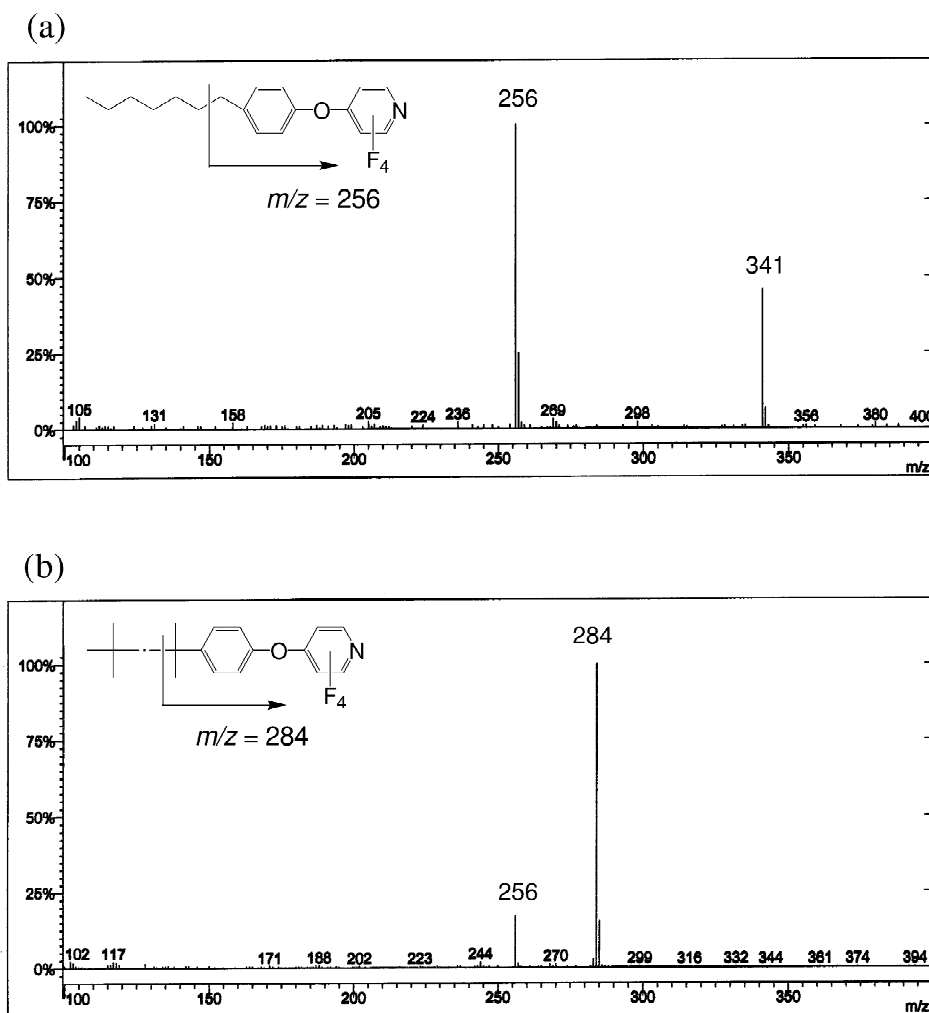 (a)
256
341
O
N
F4
m/z = 256
100%
75%
50%
25%
0%
105 131 158 205 224 236 269 298 356 380 400
100 150 200 250 300 350
m/z
(b)
284
256
O
N
F4
m/z = 284
100%
75%
50%
25%
0%
102 117 171 188 202 223 244 270 299 316 332 344 361 374 394
100 150 200 250 300 350
m/z